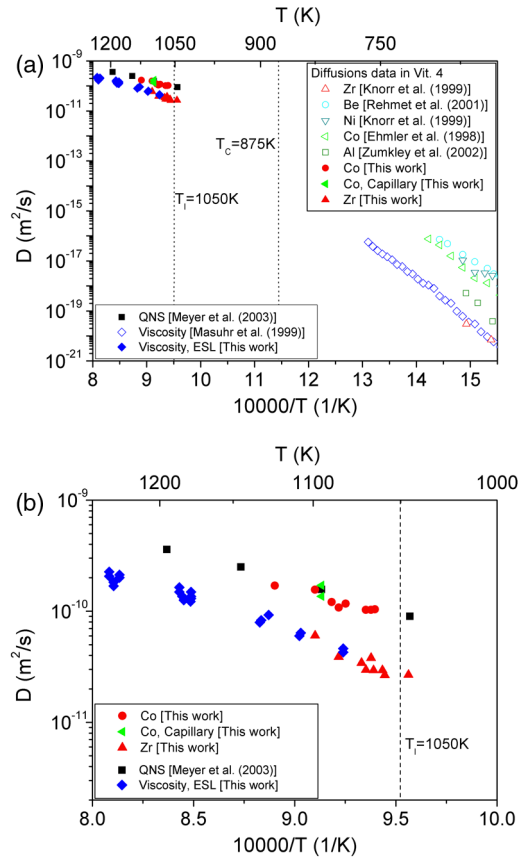 T (K)
1200 1050 900 750
(a)
10⁻⁹
10⁻¹¹
10⁻¹³
10⁻¹⁵
10⁻¹⁷
10⁻¹⁹
10⁻²¹
D (m²/s)
T_C=875K
T_l=1050K
Diffusions data in Vit. 4
Zr [Knorr et al. (1999)]
Be [Rehmet et al. (2001)]
Ni [Knorr et al. (1999)]
Co [Ehmler et al. (1998)]
Al [Zumkley et al. (2002)]
Co [This work]
Co, Capillary [This work]
Zr [This work]
QNS [Meyer et al. (2003)]
Viscosity [Masuhr et al. (1999)]
Viscosity, ESL [This work]
8 9 10 11 12 13 14 15
10000/T (1/K)
T (K)
1200 1100 1000
(b)
10⁻⁹
10⁻¹⁰
10⁻¹¹
D (m²/s)
T_l=1050K
Co [This work]
Co, Capillary [This work]
Zr [This work]
QNS [Meyer et al. (2003)]
Viscosity, ESL [This work]
8.0 8.5 9.0 9.5 10.0
10000/T (1/K)